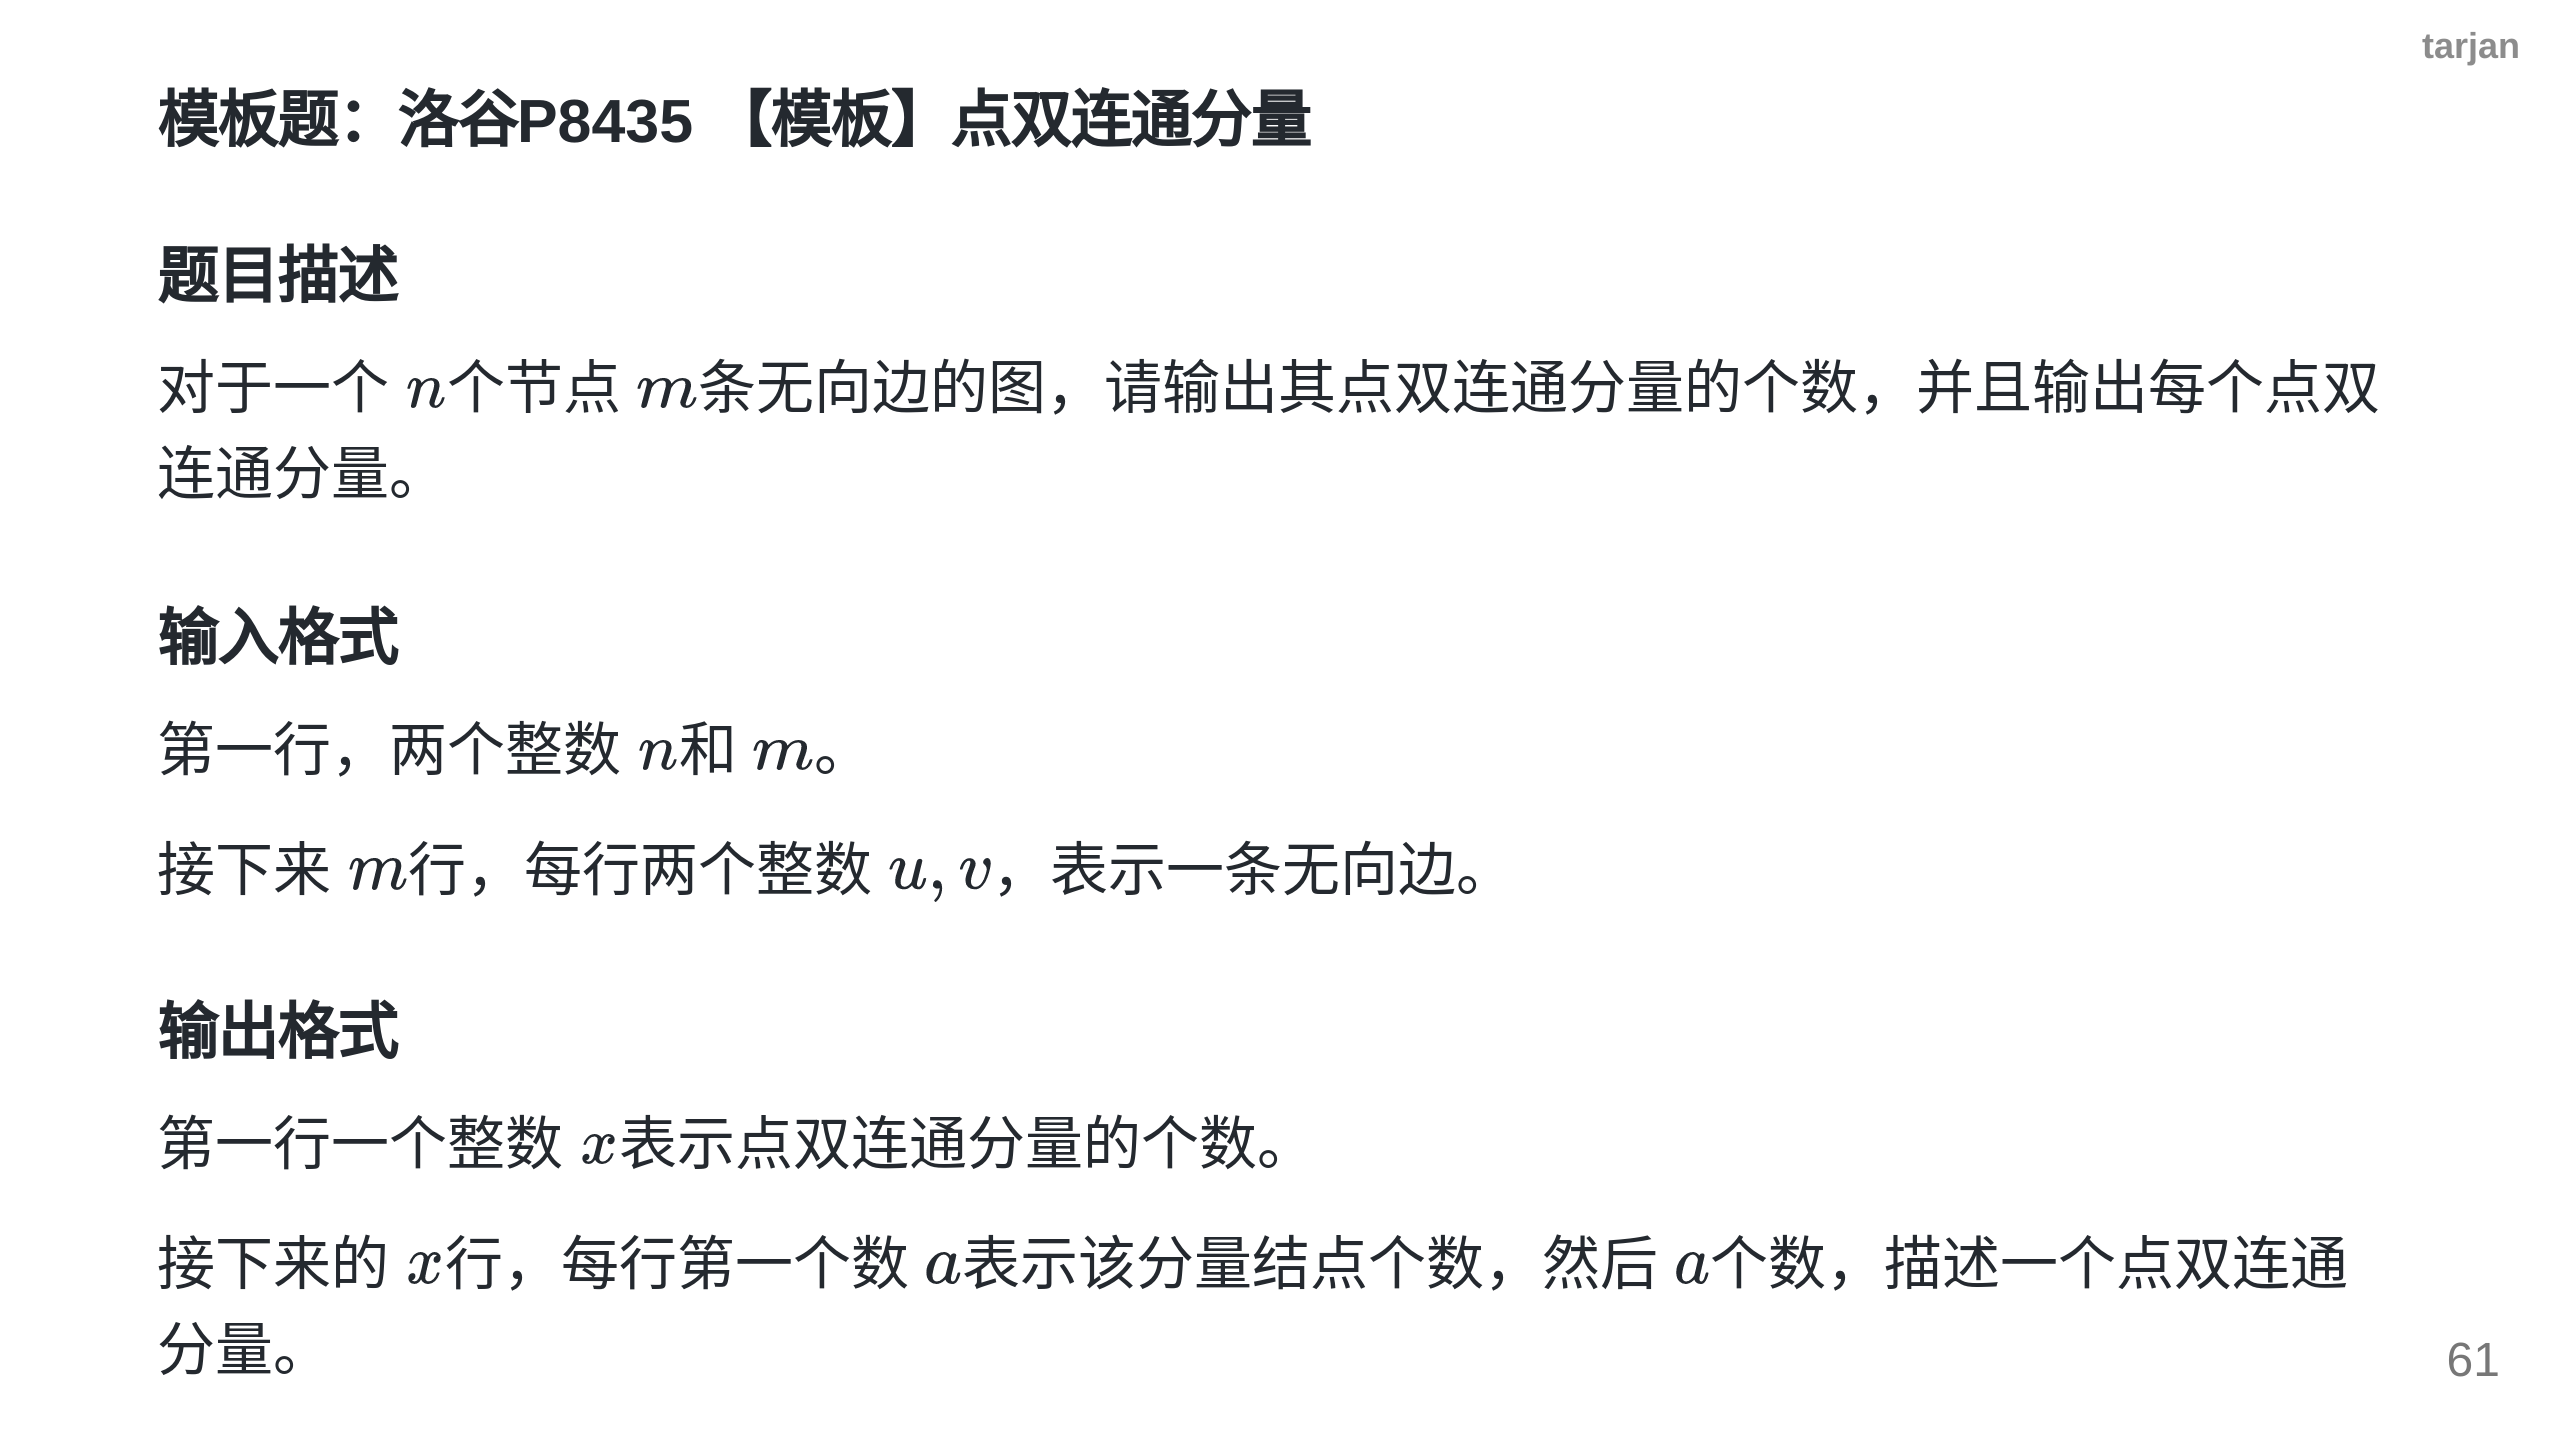 tarjan
模板题：洛谷P8435 【模板】点双连通分量
题目描述
对于一个 n个节点 m条无向边的图，请输出其点双连通分量的个数，并且输出每个点双
连通分量。
输入格式
第一行，两个整数 n和 m。
接下来 m行，每行两个整数 u, v，表示一条无向边。
输出格式
第一行一个整数 x表示点双连通分量的个数。
接下来的 x行，每行第一个数 a表示该分量结点个数，然后 a个数，描述一个点双连通
分量。
61